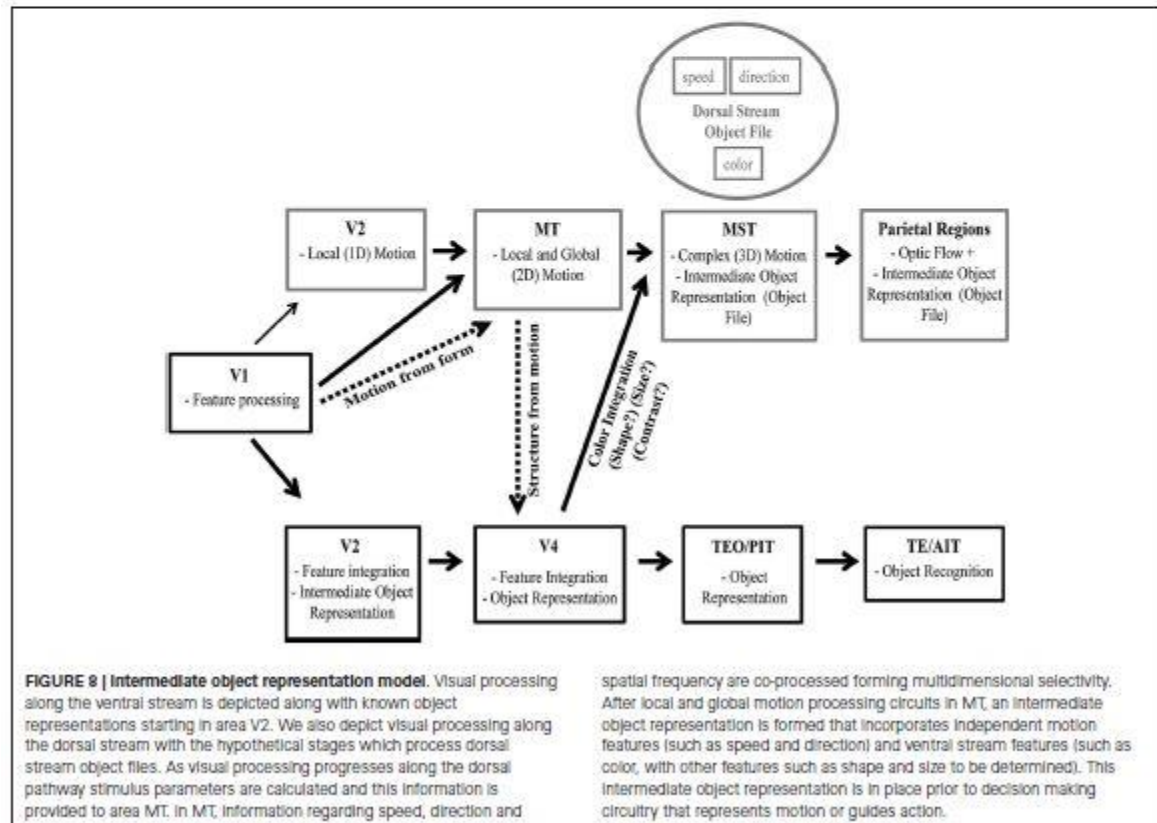 speed direction
Dorsal Stream
Object File
color
V2
- Local (1D) Motion
MT
- Local and Global
(2D) Motion
MST
- Complex (3D) Motion
- Intermediate Object
Representation (Object
File)
Parietal Regions
- Optic Flow +
- Intermediate Object
Representation (Object
File)
V1
- Feature processing
Motion from form
Structure from motion
Color Integration
(Shape?) (Size?)
(Contrast?)
V2
- Feature integration
- Intermediate Object
Representation
V4
- Feature Integration
- Object Representation
TEO/PIT
- Object
Representation
TE/AIT
- Object Recognition
FIGURE 8 | Intermediate object representation model. Visual processing
along the ventral stream is depicted along with known object
representations starting in area V2. We also depict visual processing along
the dorsal stream with the hypothetical stages which process dorsal
stream object files. As visual processing progresses along the dorsal
pathway stimulus parameters are calculated and this information is
provided to area MT. In MT, information regarding speed, direction and
spatial frequency are co-processed forming multidimensional selectivity.
After local and global motion processing circuits in MT, an intermediate
object representation is formed that incorporates independent motion
features (such as speed and direction) and ventral stream features (such as
color, with other features such as shape and size to be determined). This
intermediate object representation is in place prior to decision making
circuitry that represents motion or guides action.